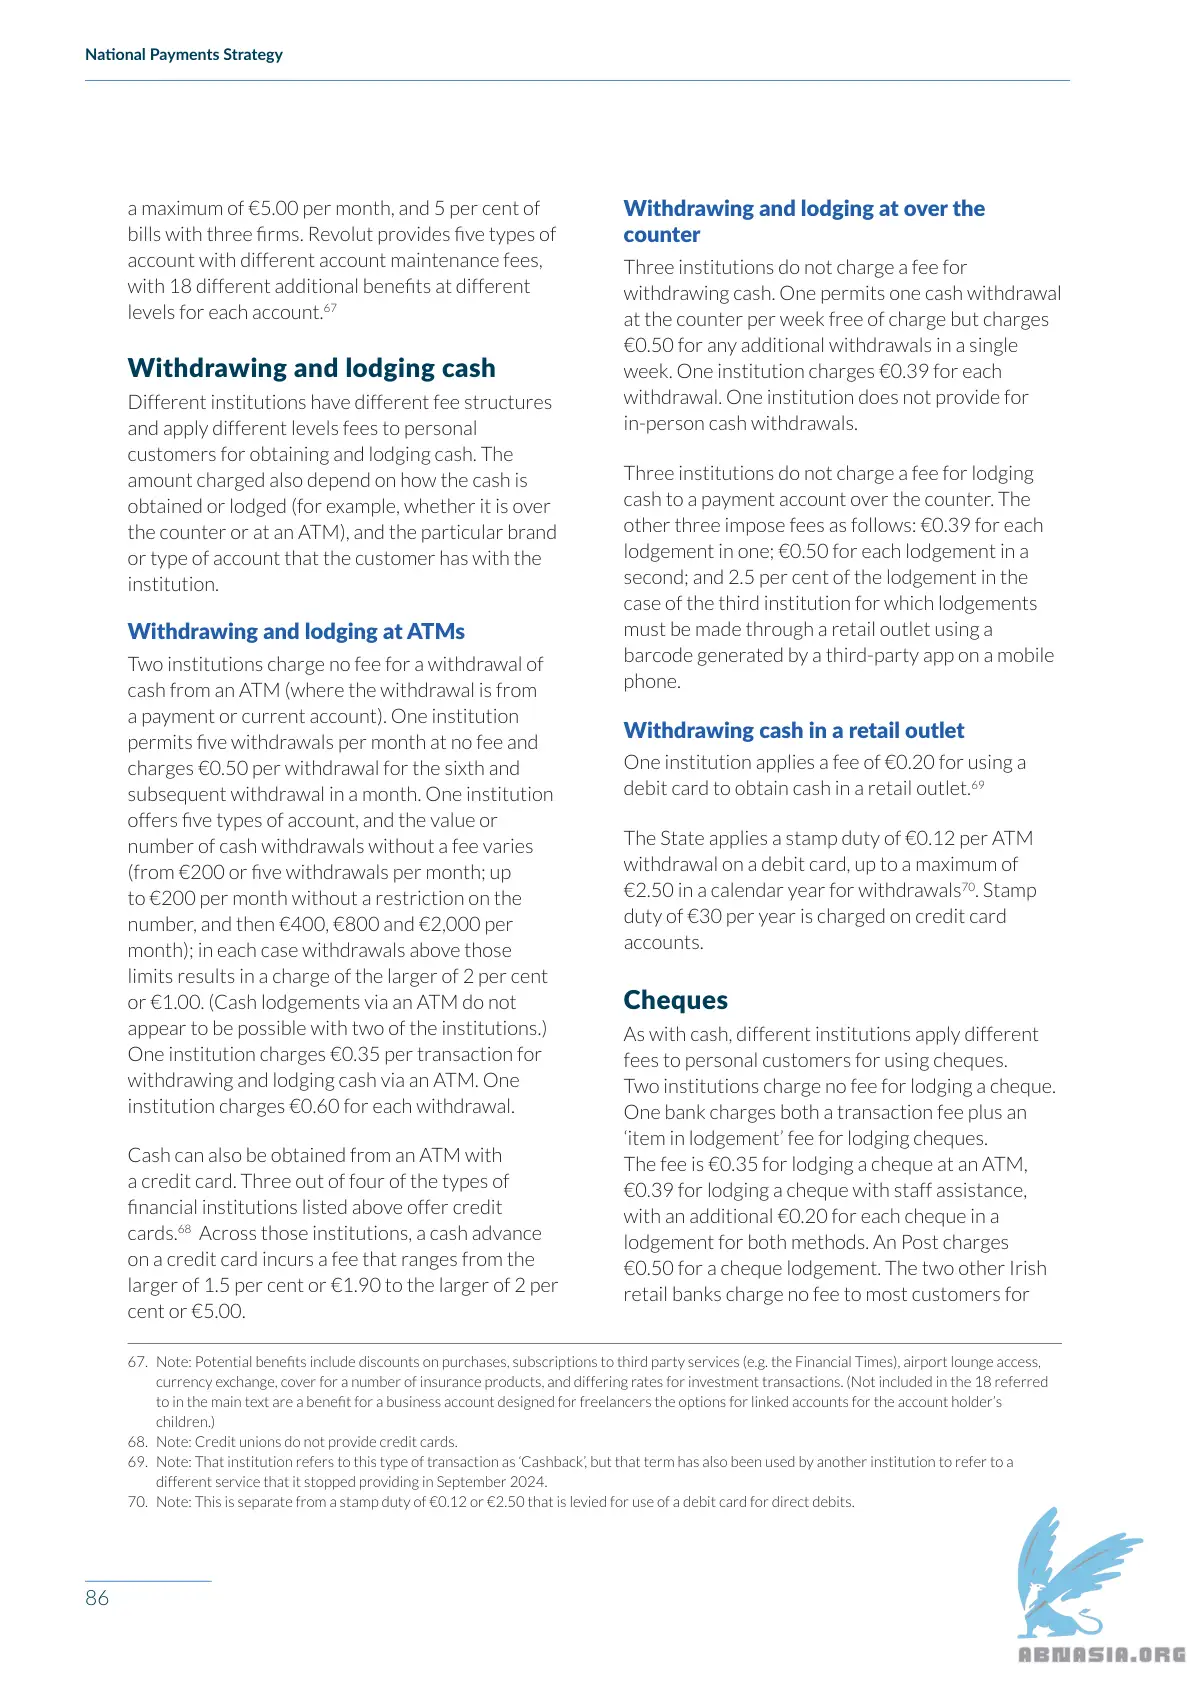 National Payments Strategy
a maximum of €5.00 per month, and 5 per cent of
bills with three firms. Revolut provides five types of
account with different account maintenance fees,
with 18 different additional benefits at different
levels for each account.67
Withdrawing and lodging cash
Different institutions have different fee structures
and apply different levels fees to personal
customers for obtaining and lodging cash. The
amount charged also depend on how the cash is
obtained or lodged (for example, whether it is over
the counter or at an ATM), and the particular brand
or type of account that the customer has with the
institution.
Withdrawing and lodging at ATMs
Two institutions charge no fee for a withdrawal of
cash from an ATM (where the withdrawal is from
a payment or current account). One institution
permits five withdrawals per month at no fee and
charges €0.50 per withdrawal for the sixth and
subsequent withdrawal in a month. One institution
offers five types of account, and the value or
number of cash withdrawals without a fee varies
(from €200 or five withdrawals per month; up
to €200 per month without a restriction on the
number, and then €400, €800 and €2,000 per
month); in each case withdrawals above those
limits results in a charge of the larger of 2 per cent
or €1.00. (Cash lodgements via an ATM do not
appear to be possible with two of the institutions.)
One institution charges €0.35 per transaction for
withdrawing and lodging cash via an ATM. One
institution charges €0.60 for each withdrawal.
Cash can also be obtained from an ATM with
a credit card. Three out of four of the types of
financial institutions listed above offer credit
cards.68 Across those institutions, a cash advance
on a credit card incurs a fee that ranges from the
larger of 1.5 per cent or €1.90 to the larger of 2 per
cent or €5.00.
Withdrawing and lodging at over the
counter
Three institutions do not charge a fee for
withdrawing cash. One permits one cash withdrawal
at the counter per week free of charge but charges
€0.50 for any additional withdrawals in a single
week. One institution charges €0.39 for each
withdrawal. One institution does not provide for
in-person cash withdrawals.
Three institutions do not charge a fee for lodging
cash to a payment account over the counter. The
other three impose fees as follows: €0.39 for each
lodgement in one; €0.50 for each lodgement in a
second; and 2.5 per cent of the lodgement in the
case of the third institution for which lodgements
must be made through a retail outlet using a
barcode generated by a third-party app on a mobile
phone.
Withdrawing cash in a retail outlet
One institution applies a fee of €0.20 for using a
debit card to obtain cash in a retail outlet.69
The State applies a stamp duty of €0.12 per ATM
withdrawal on a debit card, up to a maximum of
€2.50 in a calendar year for withdrawals70. Stamp
duty of €30 per year is charged on credit card
accounts.
Cheques
As with cash, different institutions apply different
fees to personal customers for using cheques.
Two institutions charge no fee for lodging a cheque.
One bank charges both a transaction fee plus an
‘item in lodgement’ fee for lodging cheques.
The fee is €0.35 for lodging a cheque at an ATM,
€0.39 for lodging a cheque with staff assistance,
with an additional €0.20 for each cheque in a
lodgement for both methods. An Post charges
€0.50 for a cheque lodgement. The two other Irish
retail banks charge no fee to most customers for
67. Note: Potential benefits include discounts on purchases, subscriptions to third party services (e.g. the Financial Times), airport lounge access,
currency exchange, cover for a number of insurance products, and differing rates for investment transactions. (Not included in the 18 referred
to in the main text are a benefit for a business account designed for freelancers the options for linked accounts for the account holder’s
children.)
68. Note: Credit unions do not provide credit cards.
69. Note: That institution refers to this type of transaction as ‘Cashback’, but that term has also been used by another institution to refer to a
different service that it stopped providing in September 2024.
70. Note: This is separate from a stamp duty of €0.12 or €2.50 that is levied for use of a debit card for direct debits.
86
ABNASIA.ORG